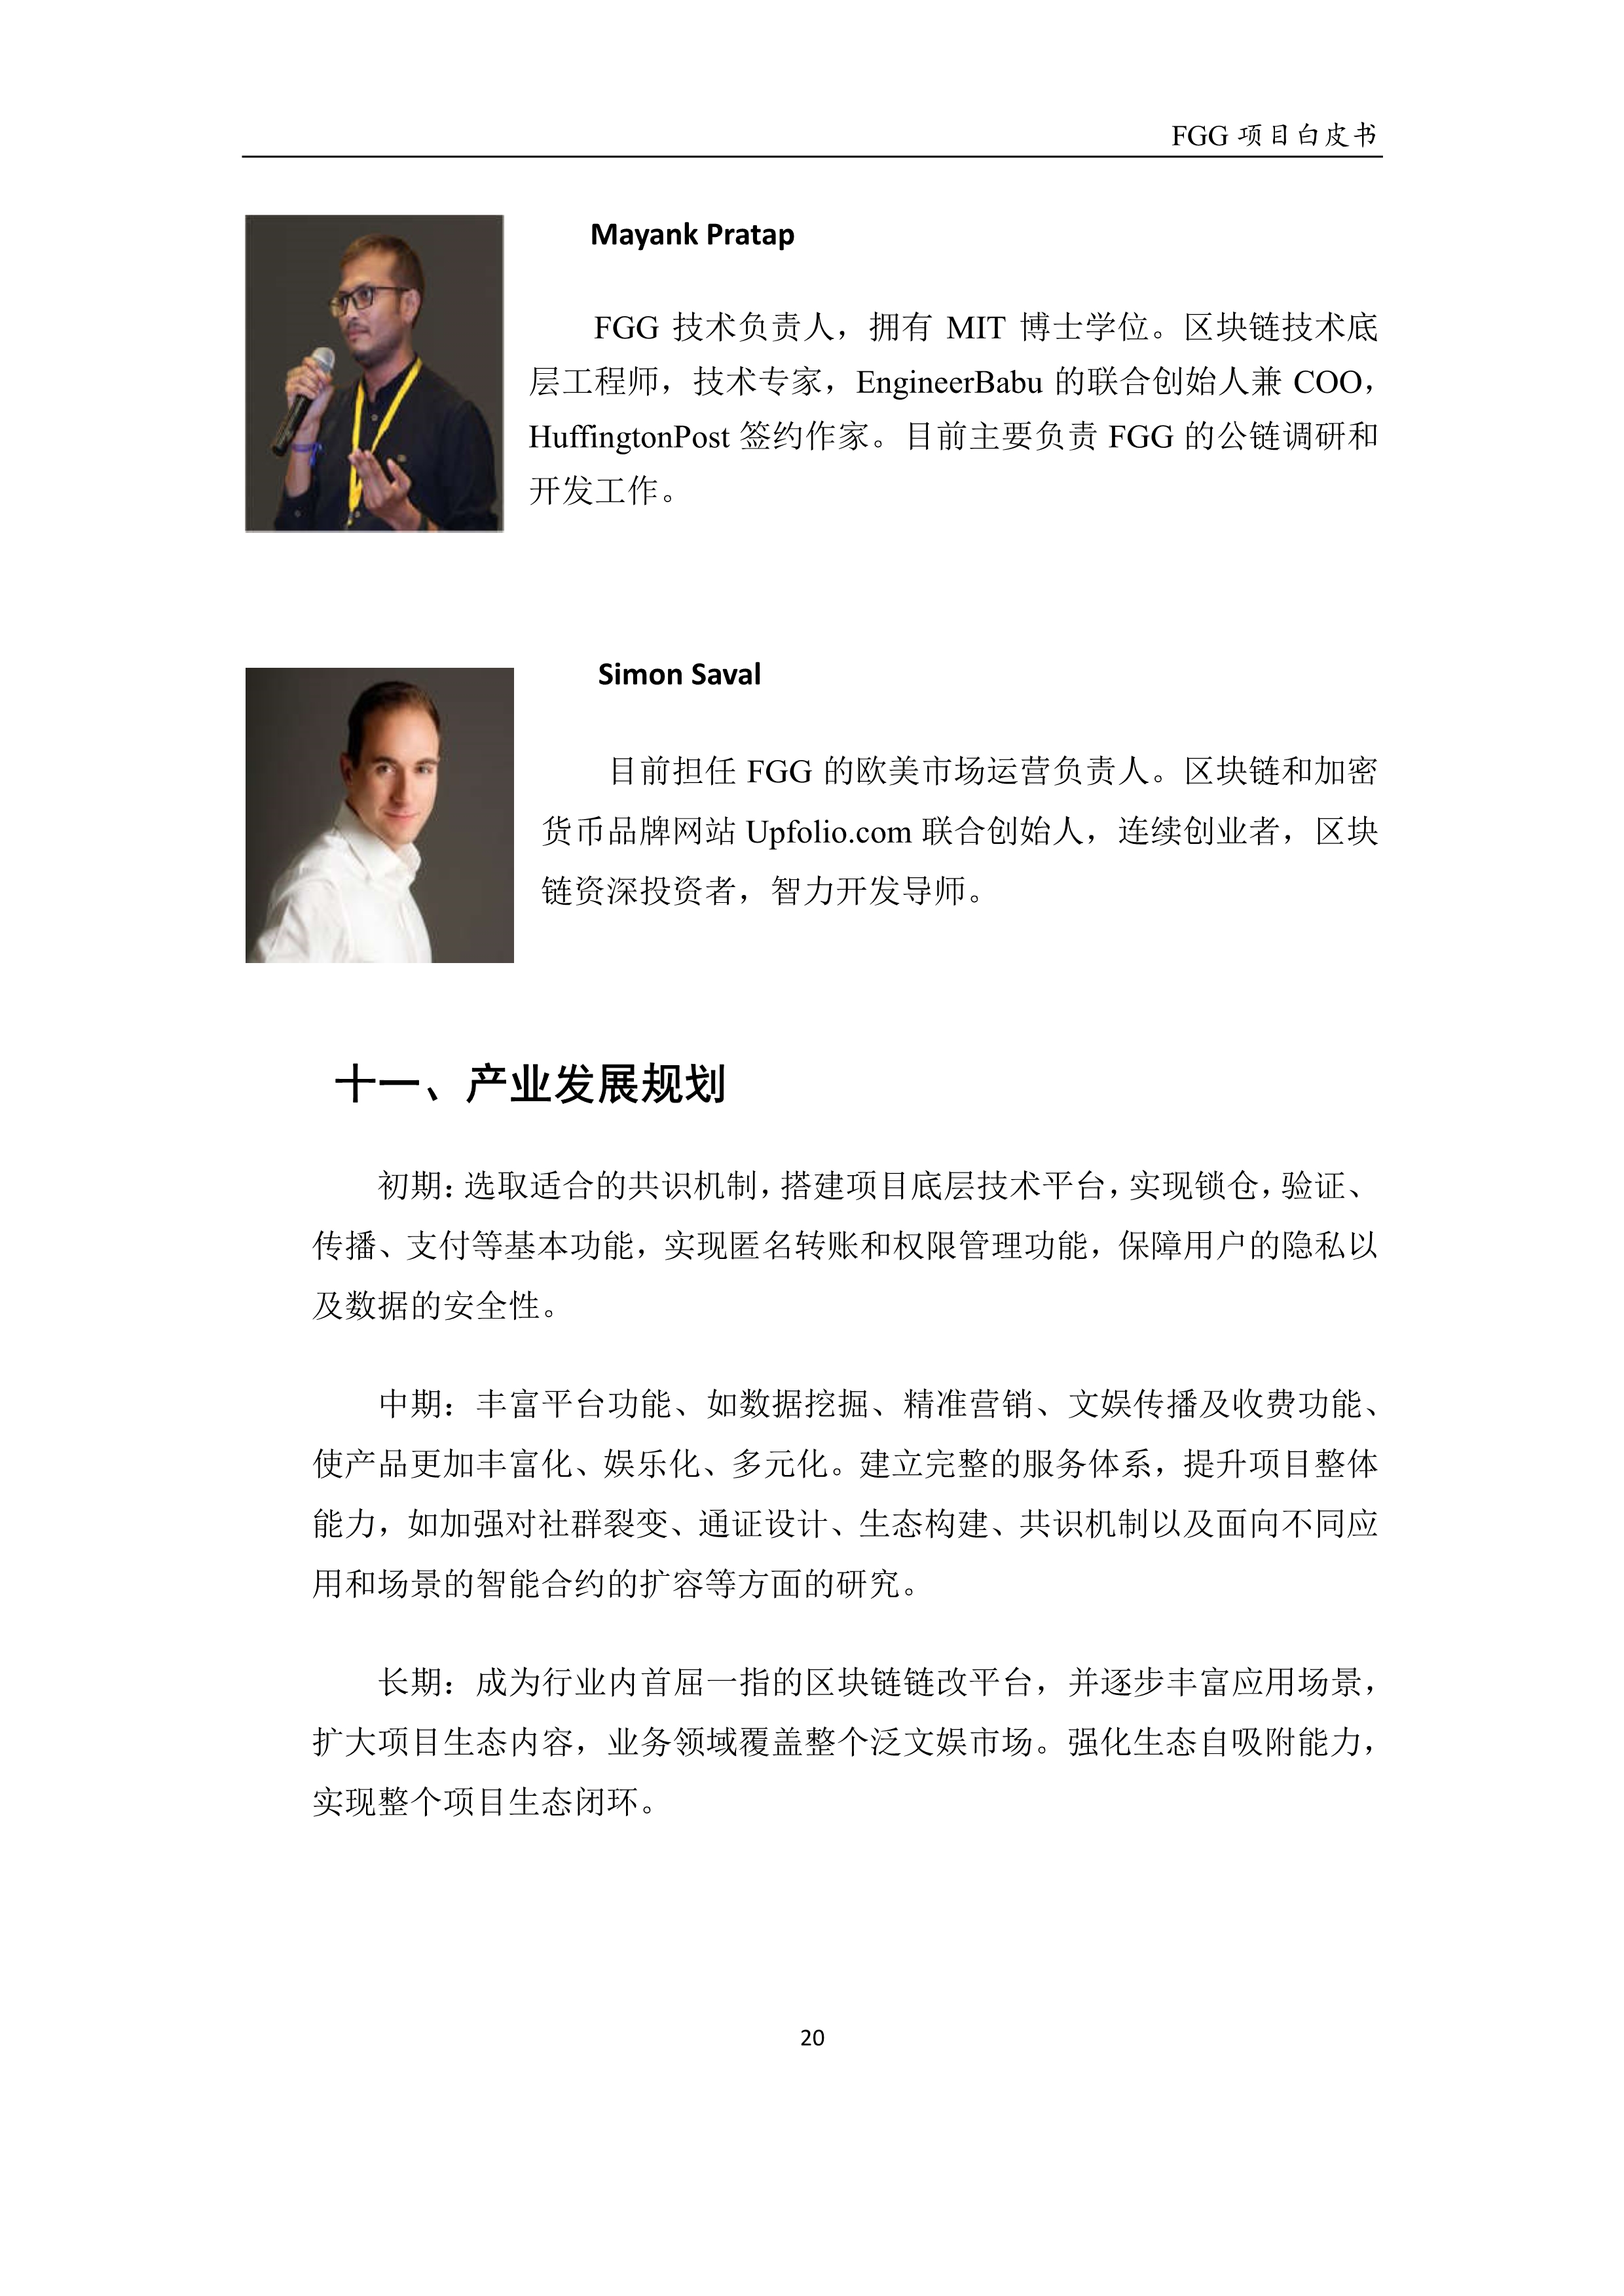 FGG 项目白皮书
Mayank Pratap
FGG 技术负责人，拥有 MIT 博士学位。区块链技术底
层工程师，技术专家，EngineerBabu 的联合创始人兼 COO，
HuffingtonPost 签约作家。目前主要负责 FGG 的公链调研和
开发工作。
Simon Saval
目前担任 FGG 的欧美市场运营负责人。区块链和加密
货币品牌网站 Upfolio.com 联合创始人，连续创业者，区块
链资深投资者，智力开发导师。
十一、产业发展规划
初期：选取适合的共识机制，搭建项目底层技术平台，实现锁仓，验证、
传播、支付等基本功能，实现匿名转账和权限管理功能，保障用户的隐私以
及数据的安全性。
中期：丰富平台功能、如数据挖掘、精准营销、文娱传播及收费功能、
使产品更加丰富化、娱乐化、多元化。建立完整的服务体系，提升项目整体
能力，如加强对社群裂变、通证设计、生态构建、共识机制以及面向不同应
用和场景的智能合约的扩容等方面的研究。
长期：成为行业内首屈一指的区块链链改平台，并逐步丰富应用场景，
扩大项目生态内容，业务领域覆盖整个泛文娱市场。强化生态自吸附能力，
实现整个项目生态闭环。
20